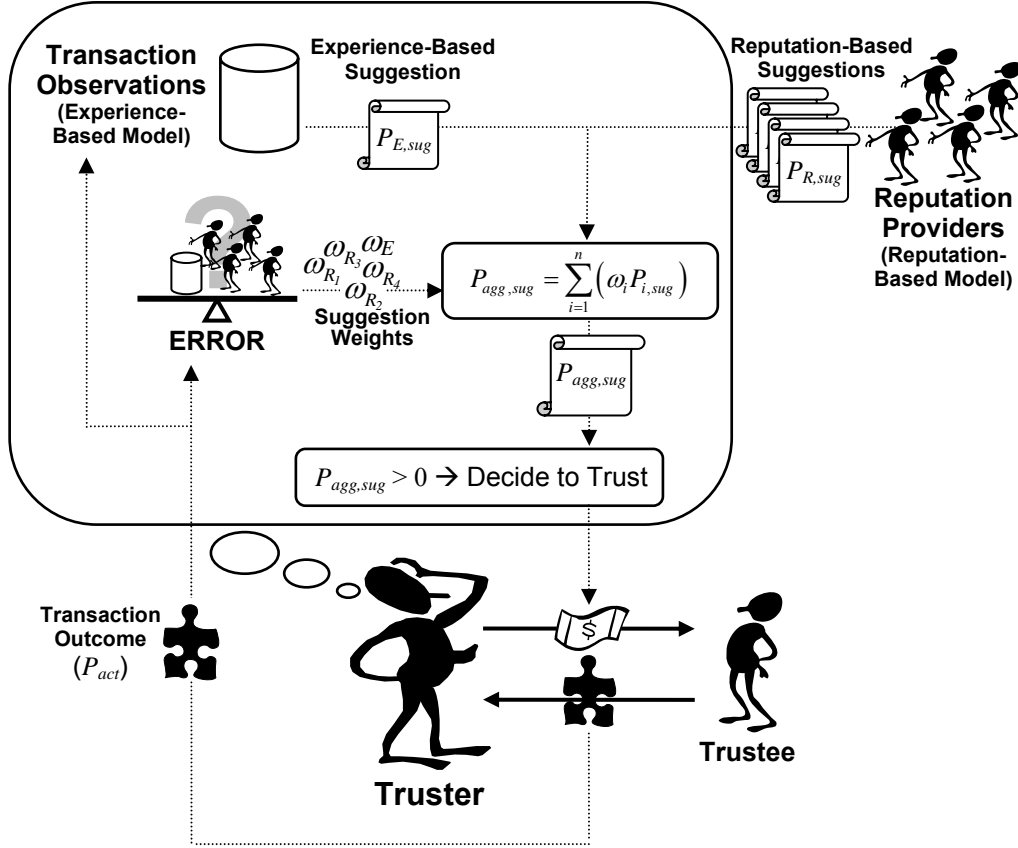 Transaction
Observations
(Experience-
Based Model)
Experience-Based
Suggestion
P_{E,sug}
Reputation-Based
Suggestions
P_{R,sug}
Reputation
Providers
(Reputation-
Based Model)
?
ERROR
ω_{R_1} ω_{R_3} ω_E ω_{R_4}
ω_{R_2}
Suggestion
Weights
P_{agg,sug} = \sum_{i=1}^{n} (ω_i P_{i,sug})
P_{agg,sug}
P_{agg,sug} > 0 → Decide to Trust
Transaction
Outcome
(P_{act})
$
Truster
Trustee